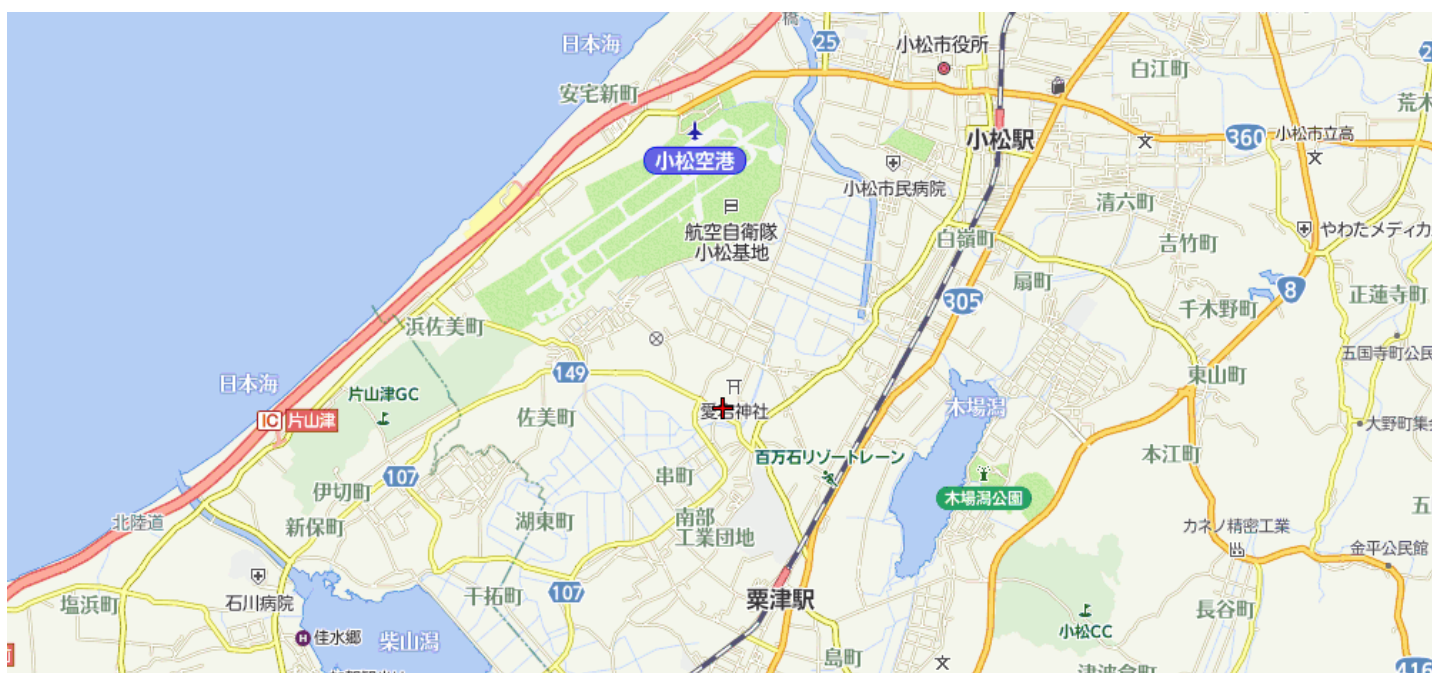 橋
日本海
25
小松市役所
白江町
安宅新町
荒木
360
小松市立高
小松空港
小松駅
小松市民病院
清六町
航空自衛隊
小松基地
白嶺町
吉竹町
やわたメディカ
扇町
8
正蓮寺町
305
千木野町
浜佐美町
五国寺町公民
149
東山町
日本海
片山津GC
木場潟
IC 片山津
佐美町
愛宕神社
大野町集会
百万石リゾートレーン
本江町
107
串町
伊切町
木場潟公園
湖東町
南部
工業団地
北陸道
新保町
カネノ精密工業
金平公民館
石川病院
塩浜町
干拓町
107
粟津駅
長谷町
佳水郷
柴山潟
小松CC
島町
津波倉町
416